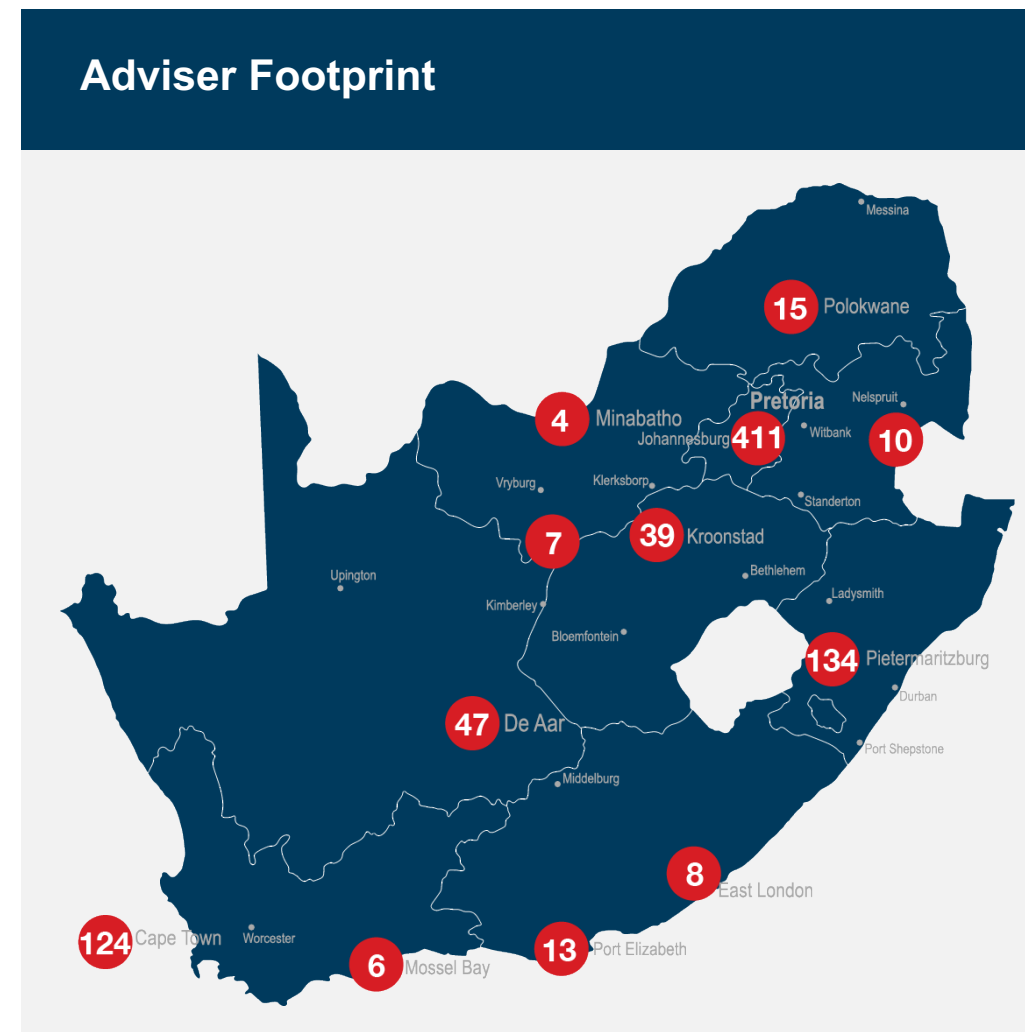 Adviser Footprint
Messina
15 Polokwane
Pretoria
Nelspruit
4 Minabatho
Johannesburg 411
Witbank
10
Vryburg
Klerksborp
Standerton
7
39 Kroonstad
Upington
Bethlehem
Kimberley
Ladysmith
Bloemfontein
134 Pietermaritzburg
Durban
47 De Aar
Port Shepstone
Middelburg
8
East London
124 Cape Town
Worcester
13 Port Elizabeth
6 Mossel Bay